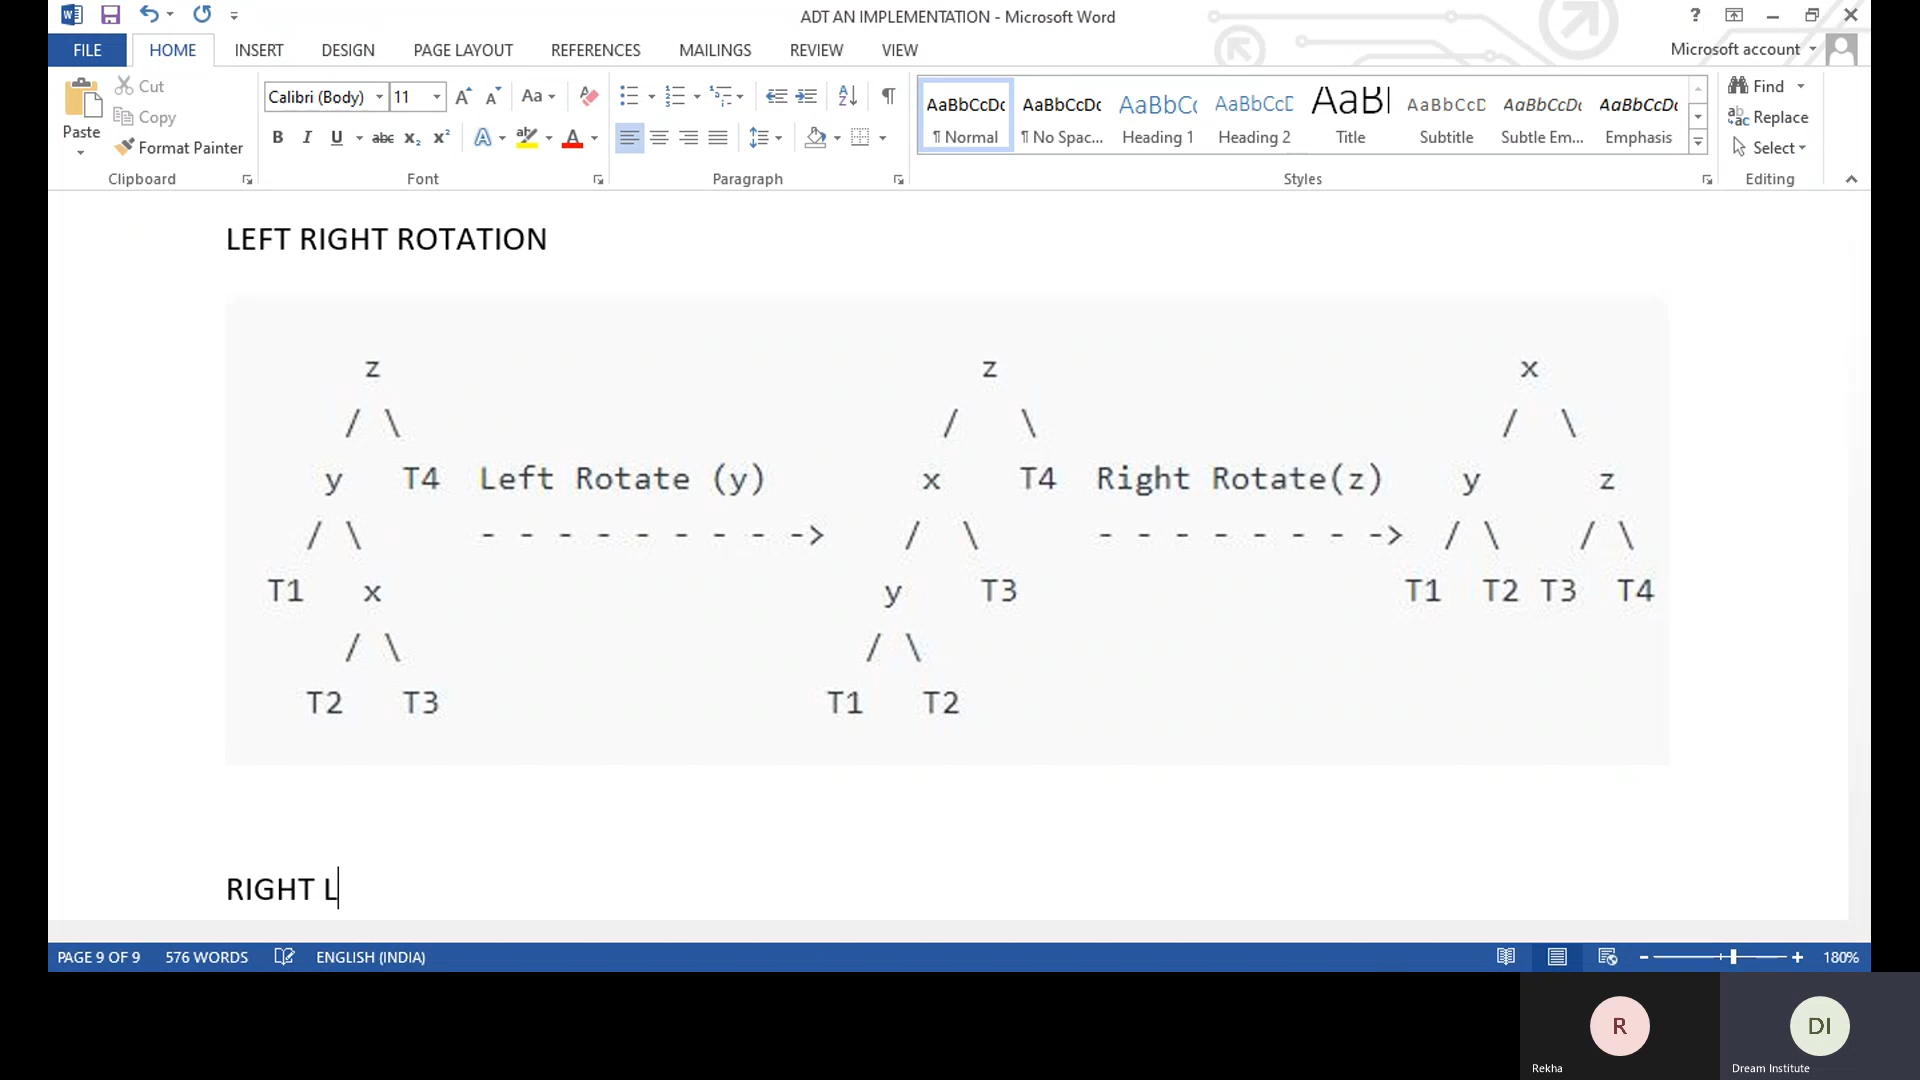 ADT AN IMPLEMENTATION - Microsoft Word
FILE HOME INSERT DESIGN PAGE LAYOUT REFERENCES MAILINGS REVIEW VIEW Microsoft account
Paste
Cut
Copy
Format Painter
Clipboard
Calibri (Body) 11 Aa
B I U abc x₂ x² A A
Font
Paragraph
AaBbCcDc AaBbCcDc AaBbCc AaBbCcD AaBl AaBbCcD AaBbCcDc AaBbCcDc
¶ Normal ¶ No Spac... Heading 1 Heading 2 Title Subtitle Subtle Em... Emphasis
Styles
Find
Replace
Select
Editing
LEFT RIGHT ROTATION
z z x
/ \ / \ / \
y T4 Left Rotate (y) x T4 Right Rotate(z) y z
/ \ - - - - - - - - -> / \ - - - - - - - -> / \ / \
T1 x y T3 T1 T2 T3 T4
/ \ / \
T2 T3 T1 T2
RIGHT L
PAGE 9 OF 9 576 WORDS ENGLISH (INDIA) 180%
R DI
Rekha Dream Institute